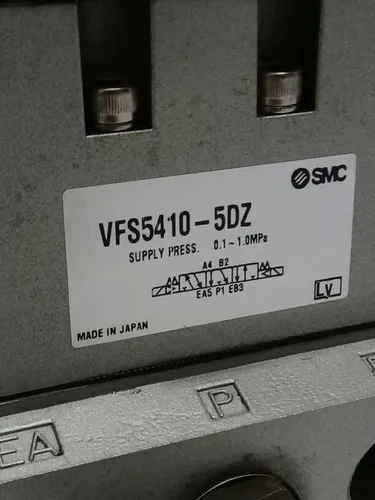 SMC
VFS5410-5DZ
SUPPLY PRESS. 0.1~1.0MPa
A4 B2
EA5 P1 EB3
Lv
MADE IN JAPAN
EA P